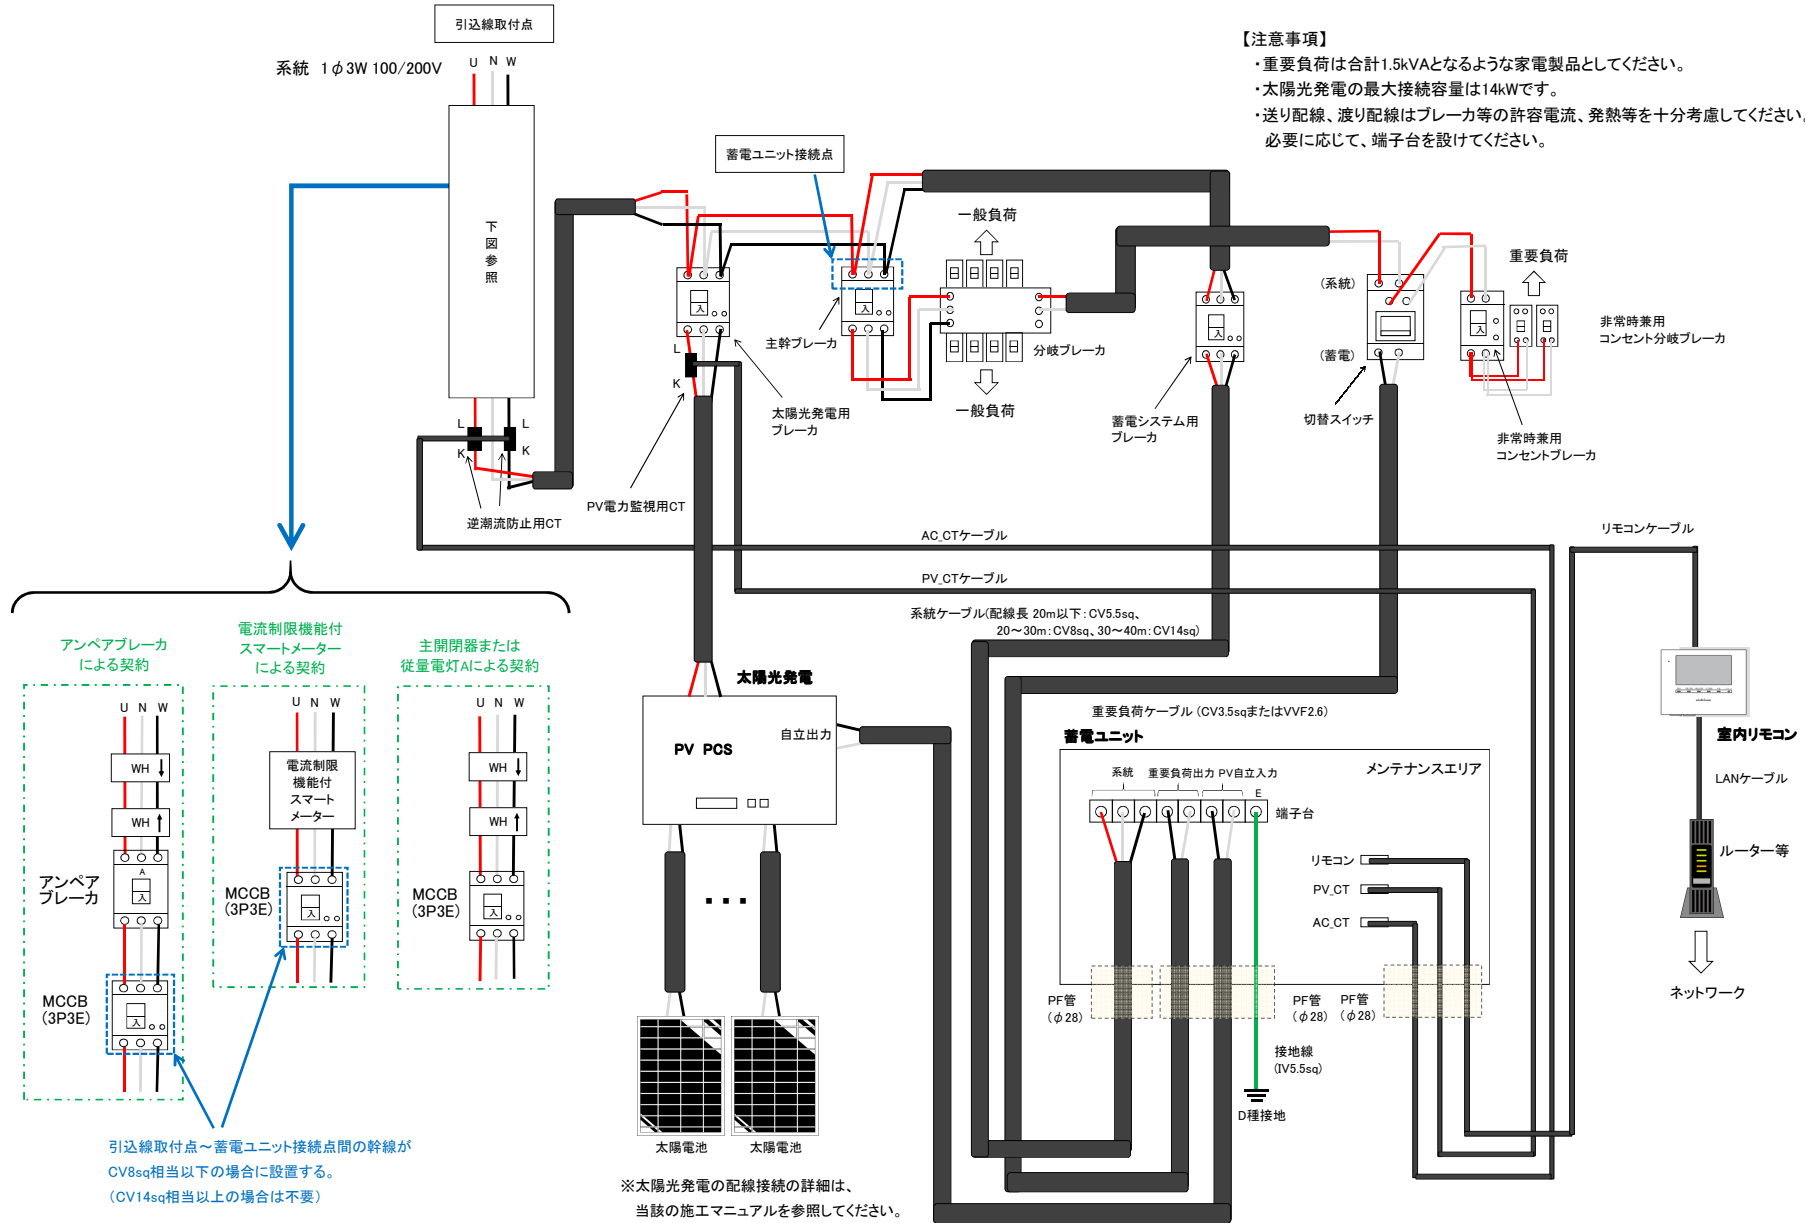 引込線取付点
系統 1φ3W 100/200V
U N W
下図参照
【注意事項】
・重要負荷は合計1.5kVAとなるような家電製品としてください。
・太陽光発電の最大接続容量は14kWです。
・送り配線、渡り配線はブレーカ等の許容電流、発熱等を十分考慮してください。
必要に応じて、端子台を設けてください。
蓄電ユニット接続点
一般負荷
重要負荷
(系統)
入
入
入
入
主幹ブレーカ
分岐ブレーカ
非常時兼用
コンセント分岐ブレーカ
L
K
(蓄電)
一般負荷
太陽光発電用
ブレーカ
蓄電システム用
ブレーカ
切替スイッチ
非常時兼用
コンセントブレーカ
L
L
K
K
PV電力監視用CT
逆潮流防止用CT
AC_CTケーブル
リモコンケーブル
PV_CTケーブル
系統ケーブル(配線長 20m以下:CV5.5sq、
20～30m:CV8sq、30～40m:CV14sq)
アンペアブレーカ
による契約
電流制限機能付
スマートメーター
による契約
主開閉器または
従量電灯Aによる契約
U N W
U N W
U N W
WH
WH
電流制限
機能付
スマート
メーター
WH
WH
A
入
アンペア
ブレーカ
MCCB
(3P3E)
入
MCCB
(3P3E)
入
MCCB
(3P3E)
入
引込線取付点～蓄電ユニット接続点間の幹線が
CV8sq相当以下の場合に設置する。
(CV14sq相当以上の場合は不要)
太陽光発電
PV PCS
自立出力
太陽電池
太陽電池
※太陽光発電の配線接続の詳細は、
当該の施工マニュアルを参照してください。
重要負荷ケーブル (CV3.5sqまたはVVF2.6)
蓄電ユニット
メンテナンスエリア
系統 重要負荷出力 PV自立入力
E
端子台
リモコン
PV_CT
AC_CT
PF管
(φ28)
PF管
(φ28)
PF管
(φ28)
接地線
(IV5.5sq)
D種接地
室内リモコン
LANケーブル
ルーター等
ネットワーク